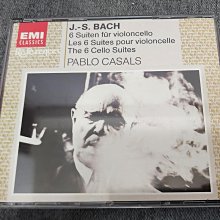 EMI
CLASSICS
J.-S. BACH
6 Suiten für violoncello
Les 6 Suites pour violoncelle
The 6 Cello Suites
PABLO CASALS